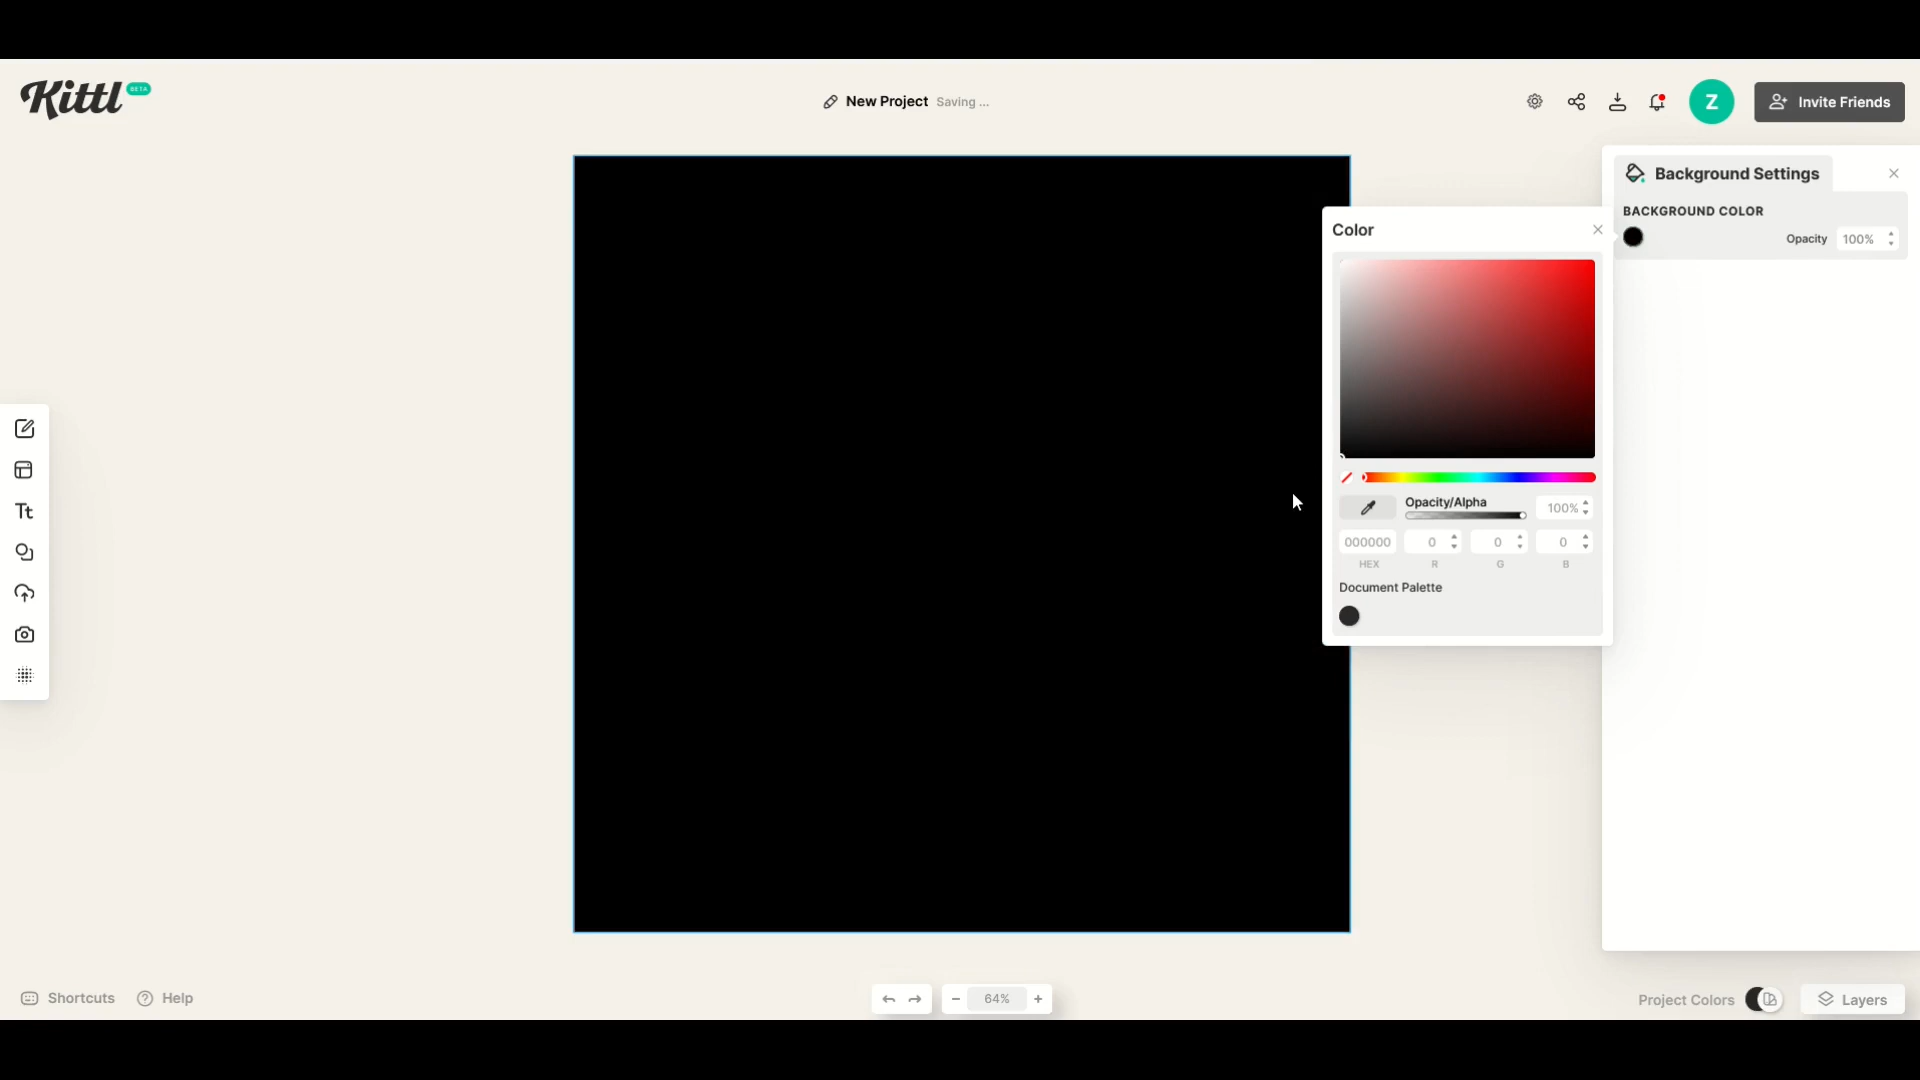 Kittl BETA
New Project Saving ...
Z
Invite Friends
Background Settings
BACKGROUND COLOR
Opacity 100%
Color
Opacity/Alpha
100%
000000 0 0 0
HEX R G B
Document Palette
Tt
Shortcuts Help
64%
Project Colors
Layers